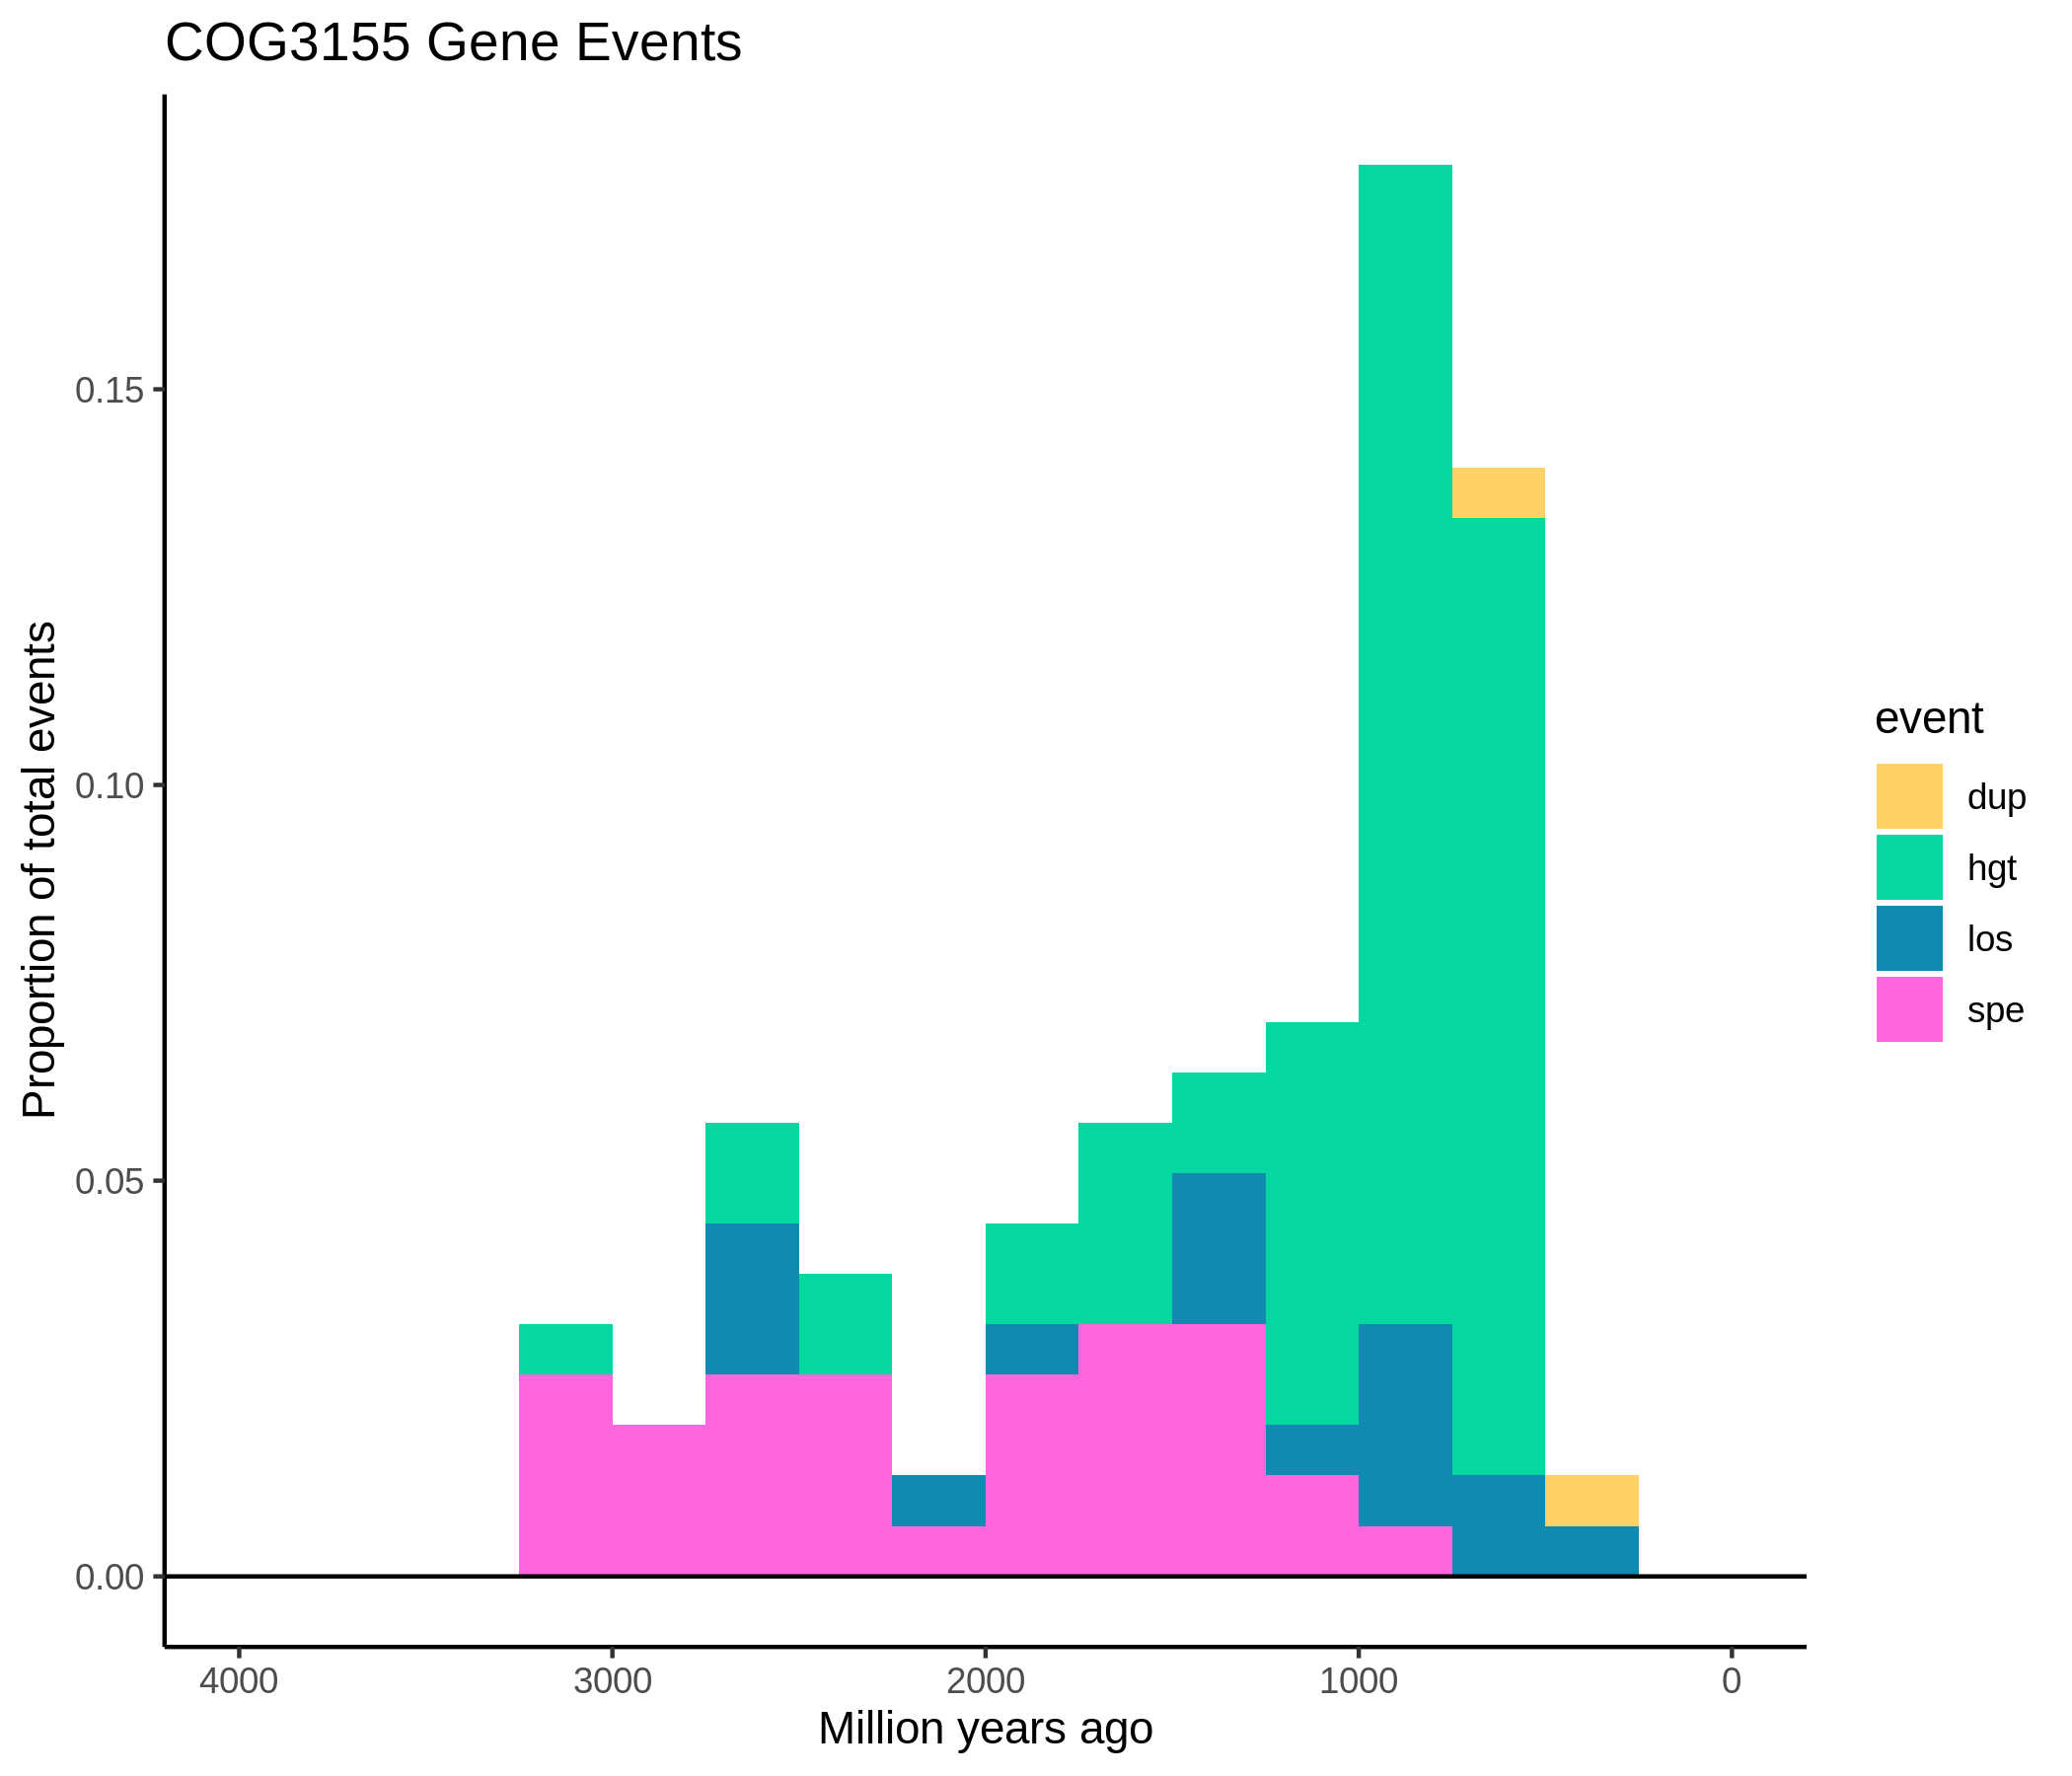 COG3155 Gene Events
Proportion of total events
0.15
0.10
0.05
0.00
4000
3000
2000
1000
0
Million years ago
event
dup
hgt
los
spe